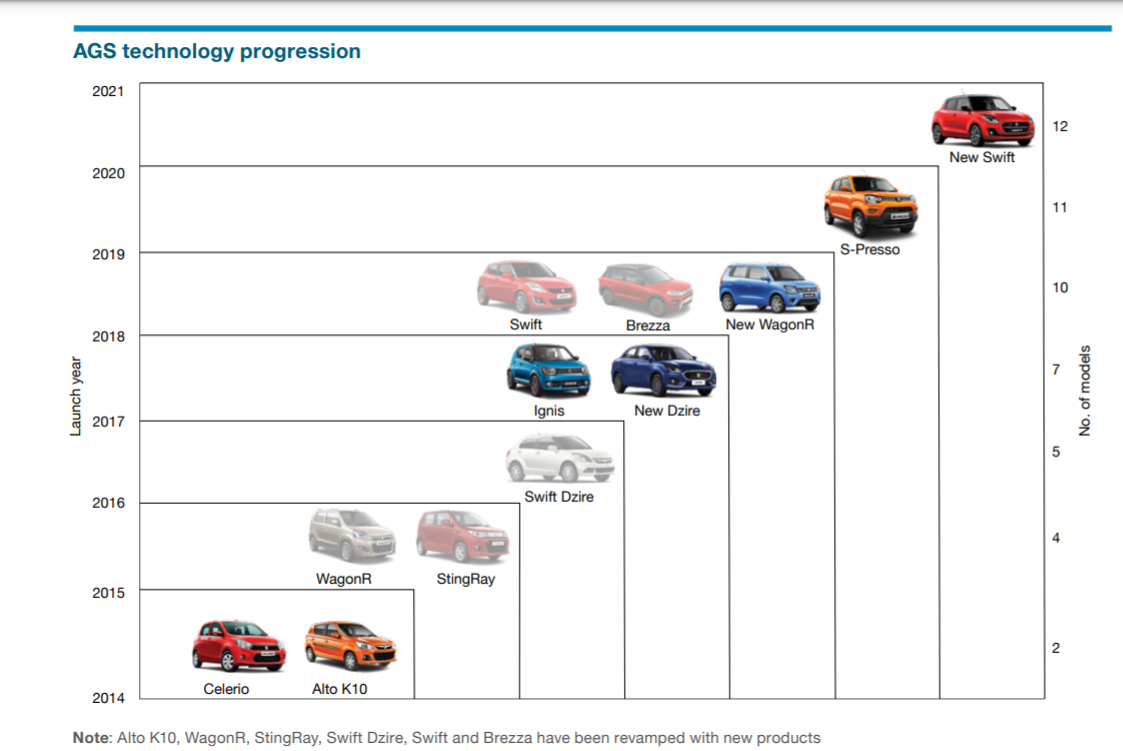 AGS technology progression
2021
12
New Swift
2020
11
S-Presso
2019
10
Swift
Brezza
New WagonR
2018
7
Ignis
New Dzire
Launch year
No. of models
2017
5
Swift Dzire
2016
4
WagonR
StingRay
2015
2
Celerio
Alto K10
2014
Note: Alto K10, WagonR, StingRay, Swift Dzire, Swift and Brezza have been revamped with new products